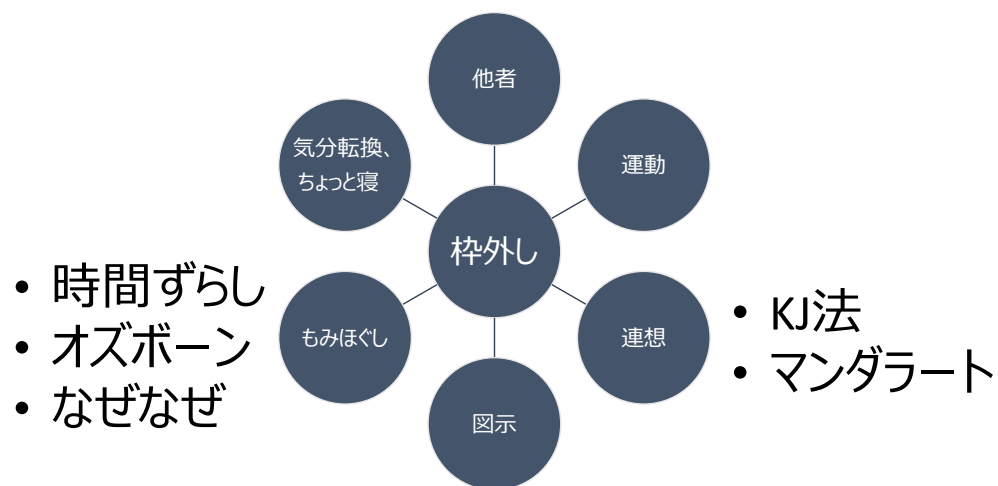 他者
運動
連想
図示
もみほぐし
気分転換、
ちょっと寝
枠外し
• 時間ずらし
• オズボーン
• なぜなぜ
• KJ法
• マンダラート